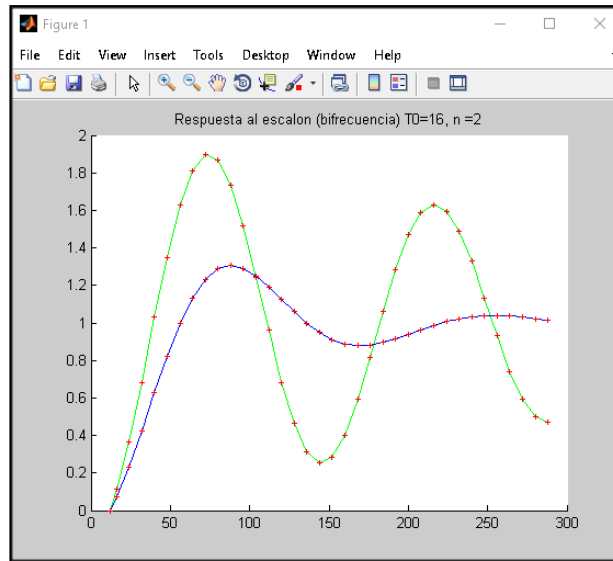 Figure 1
File Edit View Insert Tools Desktop Window Help
Respuesta al escalon (bifrecuencia) T0=16, n =2
2
1.8
1.6
1.4
1.2
1
0.8
0.6
0.4
0.2
0
0 50 100 150 200 250 300